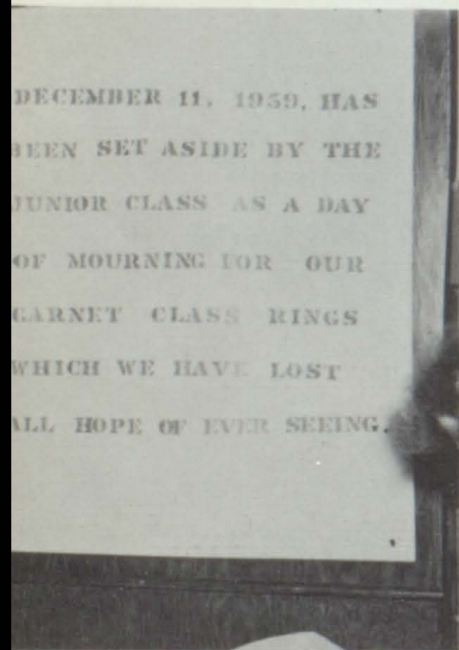 DECEMBER 11, 1959, HAS
BEEN SET ASIDE BY THE
JUNIOR CLASS AS A DAY
OF MOURNING FOR OUR
GARNET CLASS RINGS
WHICH WE HAVE LOST
ALL HOPE OF EVER SEEING.